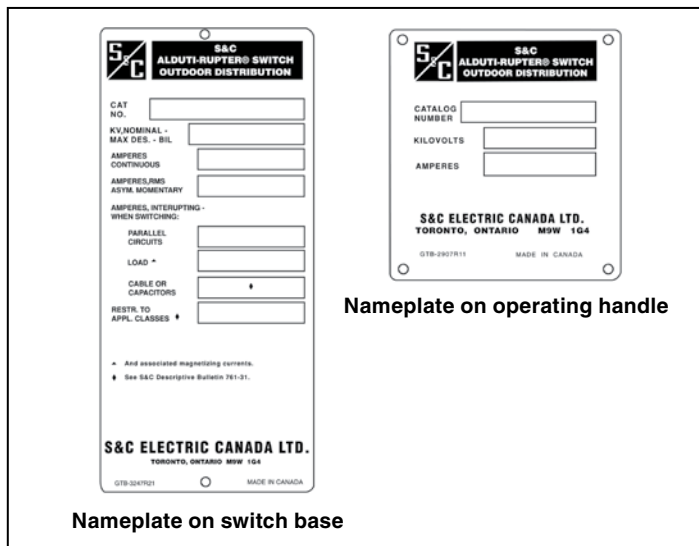 S&C
S&C
ALDUTI-RUPTER® SWITCH
OUTDOOR DISTRIBUTION
CAT
NO.
KV,NOMINAL -
MAX DES. - BIL
AMPERES
CONTINUOUS
AMPERES,RMS
ASYM. MOMENTARY
AMPERES, INTERUPTING -
WHEN SWITCHING:
PARALLEL
CIRCUITS
LOAD
CABLE OR
CAPACITORS
RESTR. TO
APPL. CLASSES
And associated magnetizing currents.
See S&C Descriptive Bulletin 761-31.
S&C ELECTRIC CANADA LTD.
TORONTO, ONTARIO M9W 1G4
GTB-3247R21 MADE IN CANADA
Nameplate on switch base
S&C
S&C
ALDUTI-RUPTER® SWITCH
OUTDOOR DISTRIBUTION
CATALOG
NUMBER
KILOVOLTS
AMPERES
S&C ELECTRIC CANADA LTD.
TORONTO, ONTARIO M9W 1G4
GTB-2907R11 MADE IN CANADA
Nameplate on operating handle